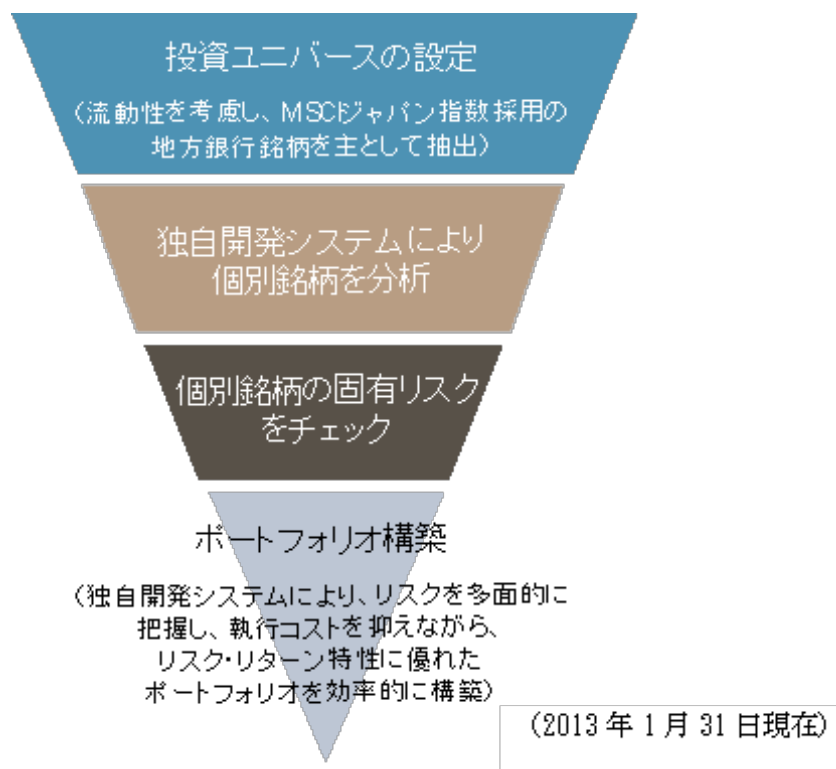 投資ユニバースの設定
(流動性を考慮し、MSCIジャパン指数採用の
地方銀行銘柄を主として抽出)
独自開発システムにより
個別銘柄を分析
個別銘柄の固有リスク
をチェック
ポートフォリオ構築
(独自開発システムにより、リスクを多面的に
把握し、執行コストを抑えながら、
リスク・リターン特性に優れた
ポートフォリオを効率的に構築)
(2013年1月31日現在)